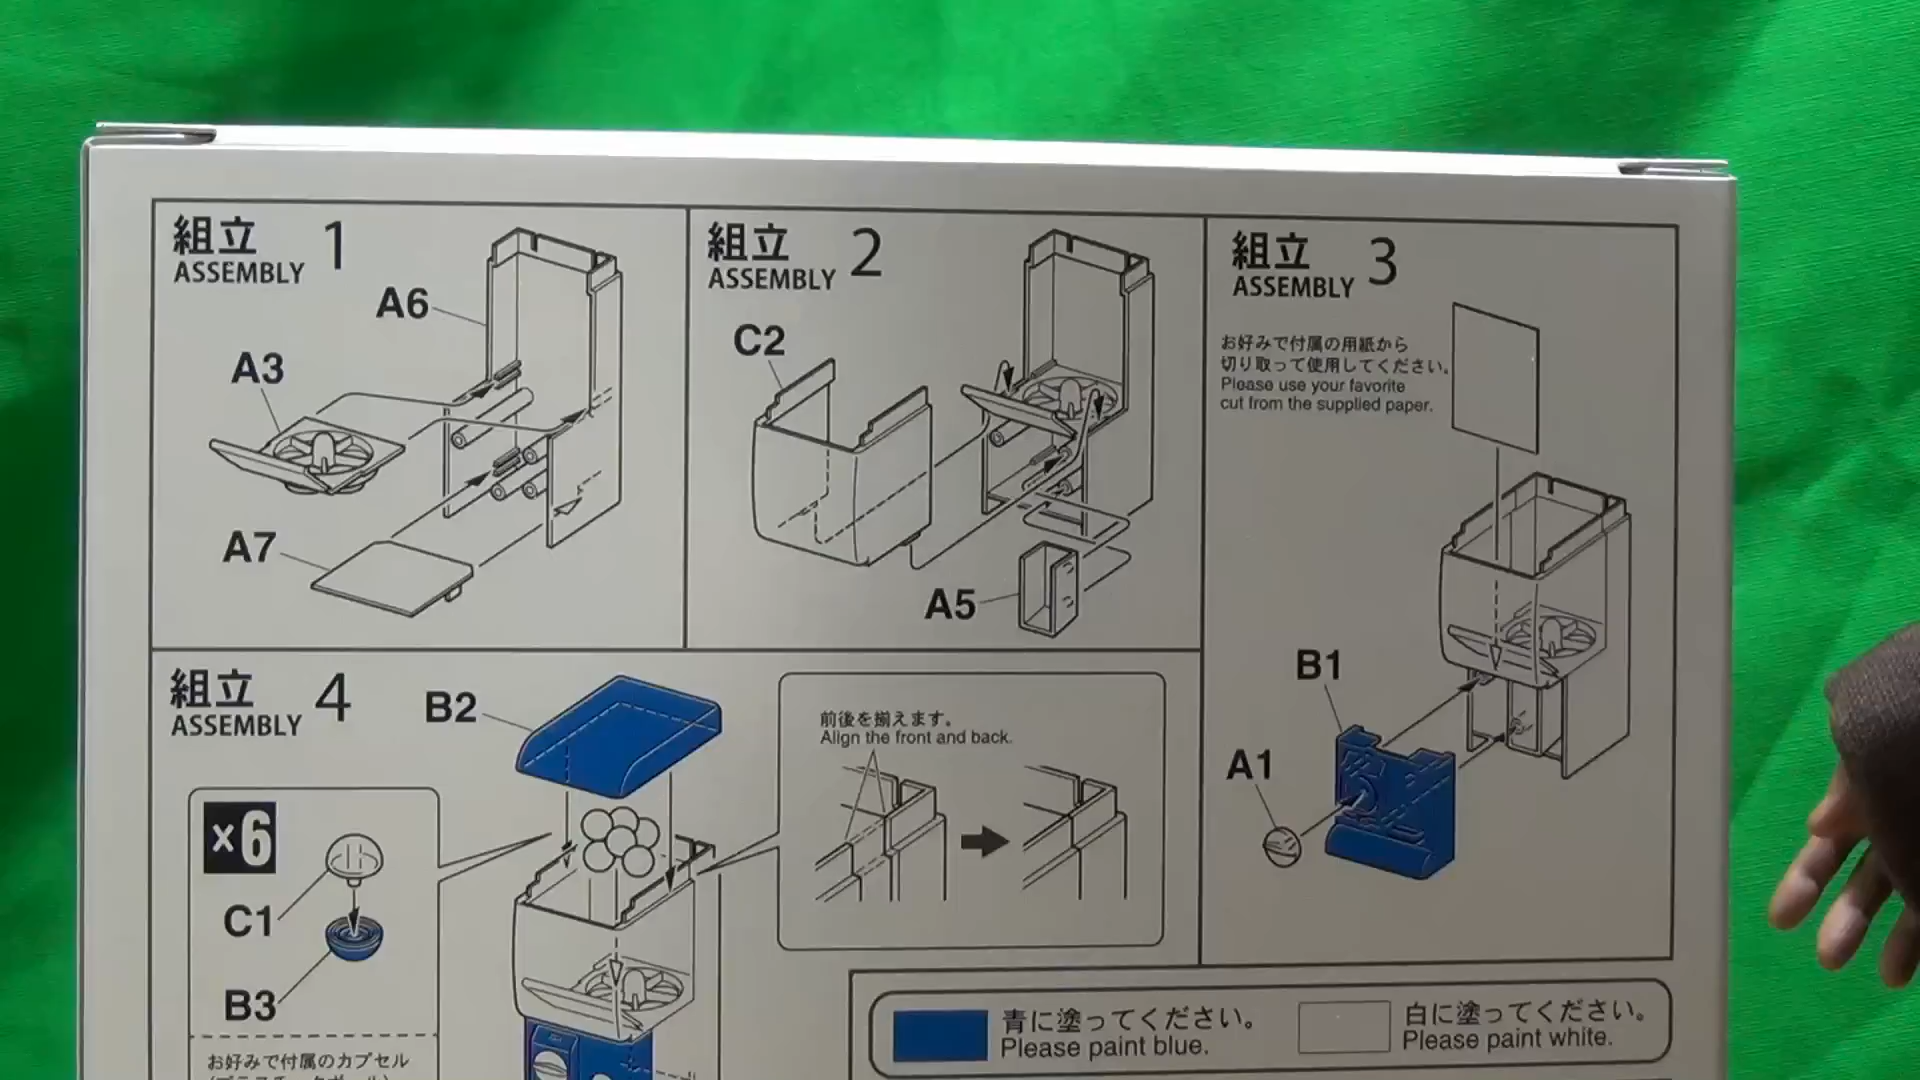 組立 1
ASSEMBLY
A6
A3
A7
組立 2
ASSEMBLY
C2
A5
組立 3
ASSEMBLY
お好みで付属の用紙から
切り取って使用してください。
Please use your favorite
cut from the supplied paper.
B1
A1
組立 4
ASSEMBLY
B2
×6
C1
B3
お好みで付属のカプセル
前後を揃えます。
Align the front and back.
青に塗ってください。
Please paint blue.
白に塗ってください。
Please paint white.